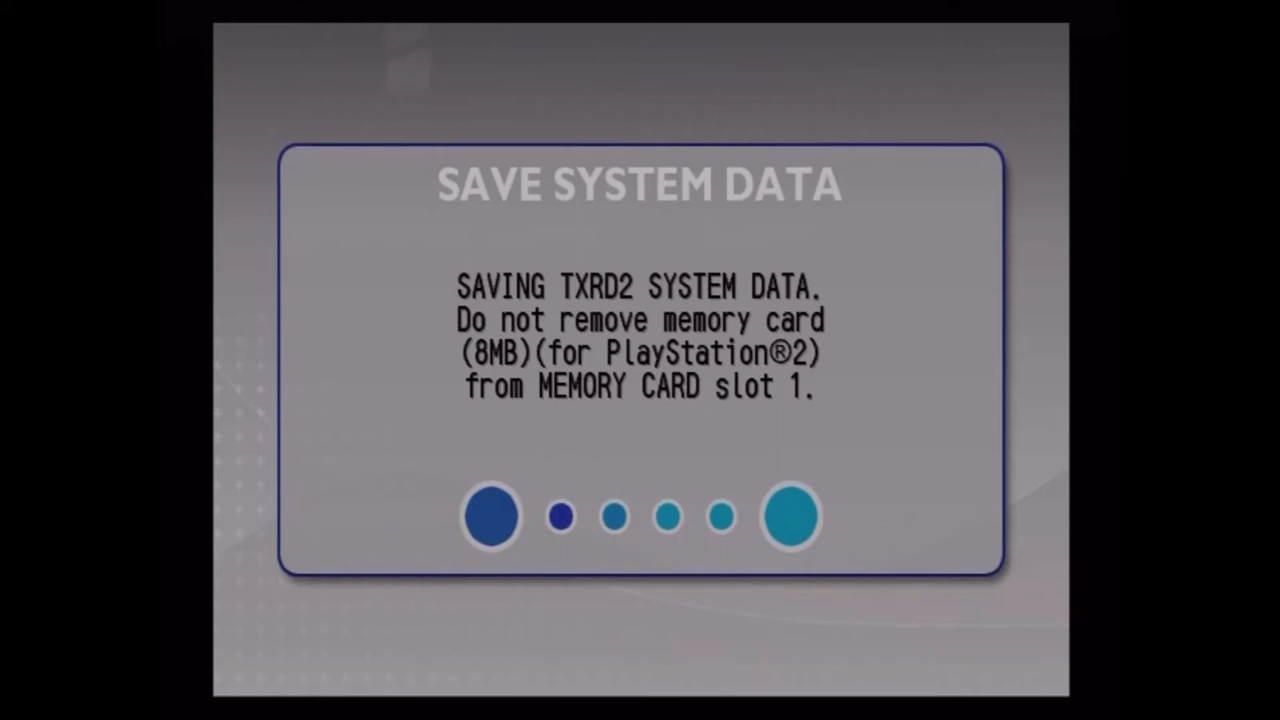 SAVE SYSTEM DATA
SAVING TXRD2 SYSTEM DATA.
Do not remove memory card
(8MB)(for PlayStation®2)
from MEMORY CARD slot 1.